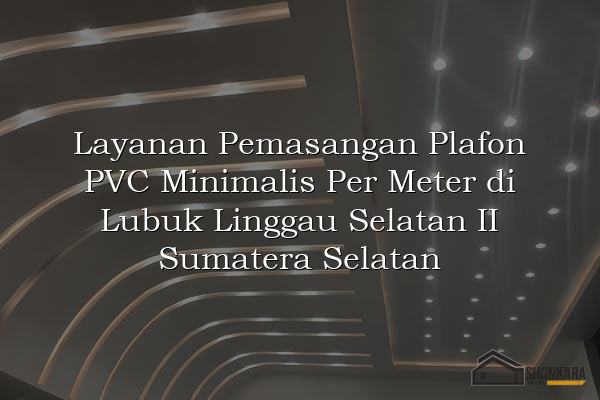 Layanan Pemasangan Plafon
PVC Minimalis Per Meter di
Lubuk Linggau Selatan II
Sumatera Selatan
SHANKARA